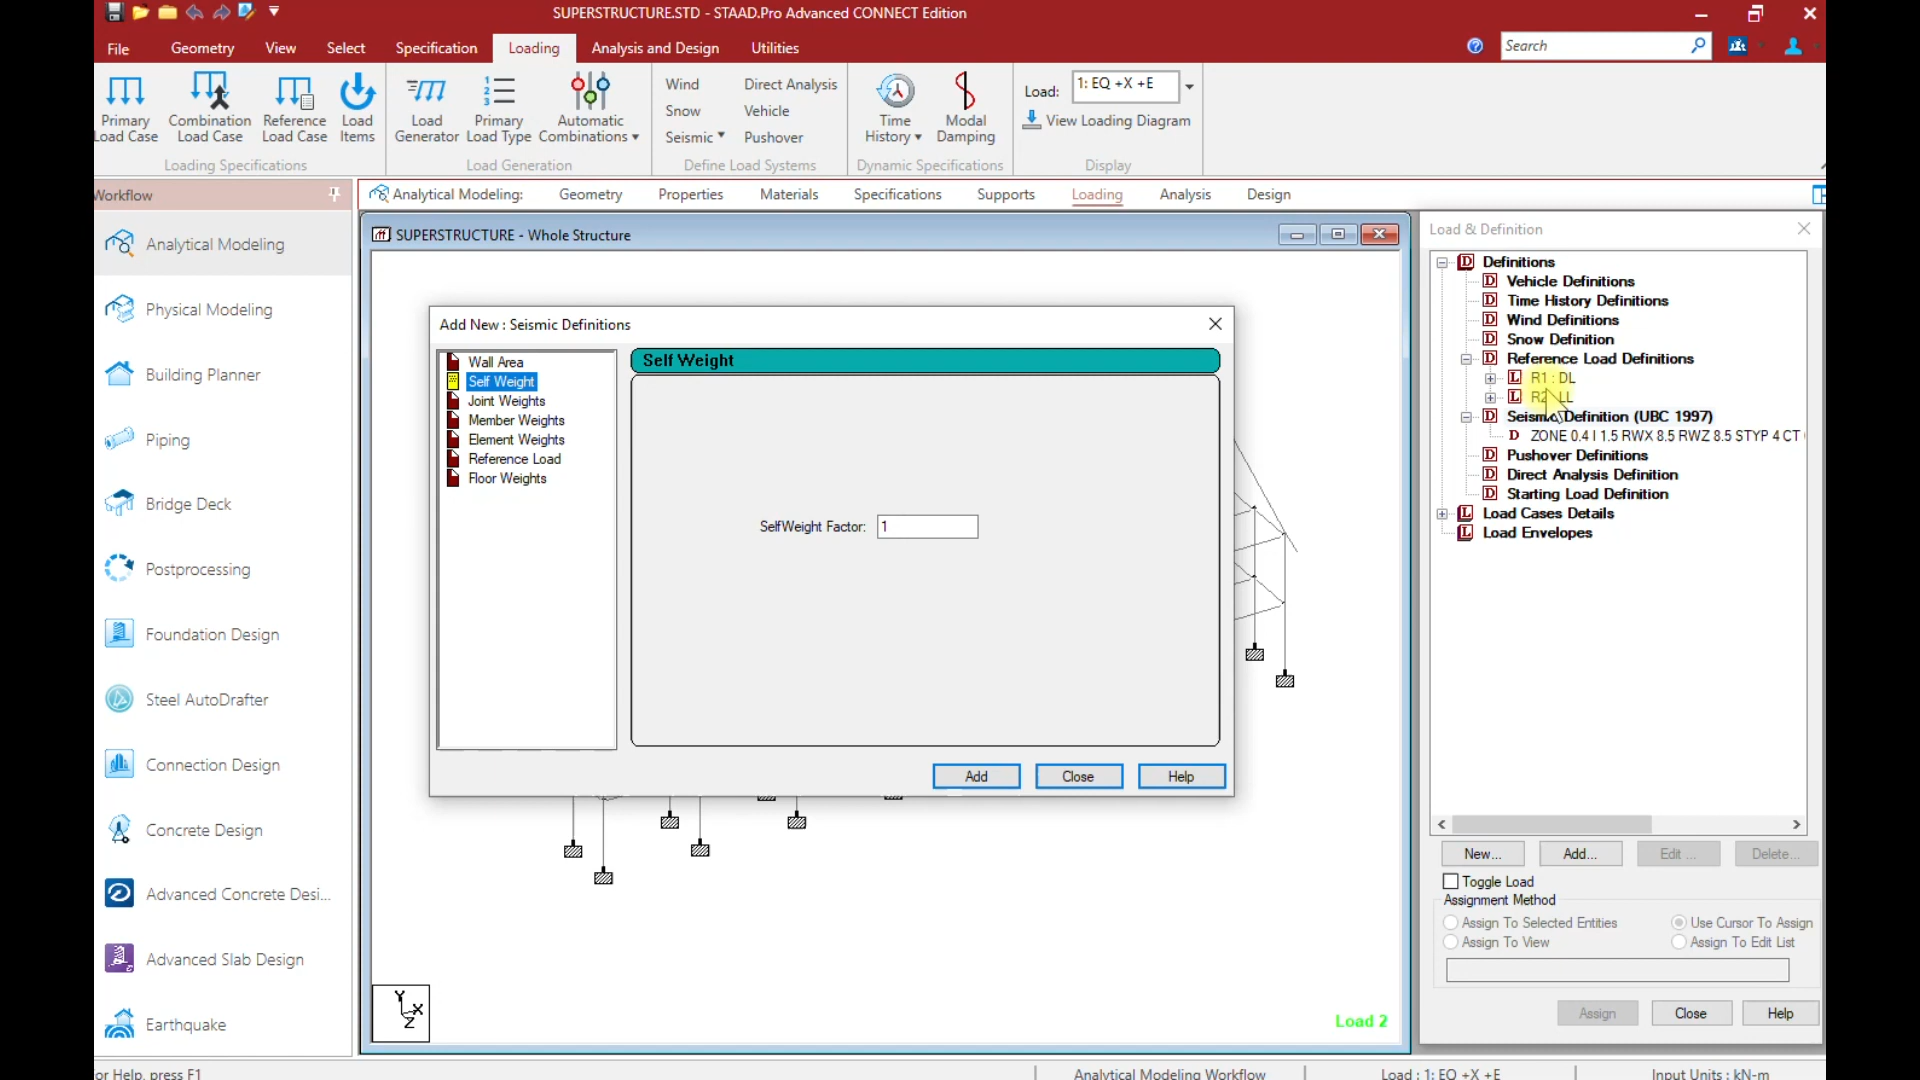 SUPERSTRUCTURE.STD - STAAD.Pro Advanced CONNECT Edition
File Geometry View Select Specification Loading Analysis and Design Utilities
Search
Primary Load Case
Combination Load Case
Reference Load Case
Load Items
Loading Specifications
Load Generator
Primary Load Type
Automatic Combinations
Load Generation
Wind
Snow
Seismic
Direct Analysis
Vehicle
Pushover
Define Load Systems
Time History
Modal Damping
Dynamic Specifications
Load: 1: EQ +X +E
View Loading Diagram
Display
Workflow
Analytical Modeling: Geometry Properties Materials Specifications Supports Loading Analysis Design
Analytical Modeling
Physical Modeling
Building Planner
Piping
Bridge Deck
Postprocessing
Foundation Design
Steel AutoDrafter
Connection Design
Concrete Design
Advanced Concrete Desi...
Advanced Slab Design
Earthquake
SUPERSTRUCTURE - Whole Structure
Add New : Seismic Definitions
Wall Area
Self Weight
Joint Weights
Member Weights
Element Weights
Reference Load
Floor Weights
Self Weight
SelfWeight Factor: 1
Add Close Help
Y
X
Z
Load 2
Load & Definition
Definitions
Vehicle Definitions
Time History Definitions
Wind Definitions
Snow Definition
Reference Load Definitions
R1 : DL
R2 : LL
Seismic Definition (UBC 1997)
ZONE 0.4 I 1.5 RWX 8.5 RWZ 8.5 STYP 4 CT
Pushover Definitions
Direct Analysis Definition
Starting Load Definition
Load Cases Details
Load Envelopes
New... Add... Edit ... Delete...
Toggle Load
Assignment Method
Assign To Selected Entities Use Cursor To Assign
Assign To View Assign To Edit List
Assign Close Help
or Help, press F1
Analytical Modeling Workflow
Load : 1: EQ +X +E
Input Units : kN-m